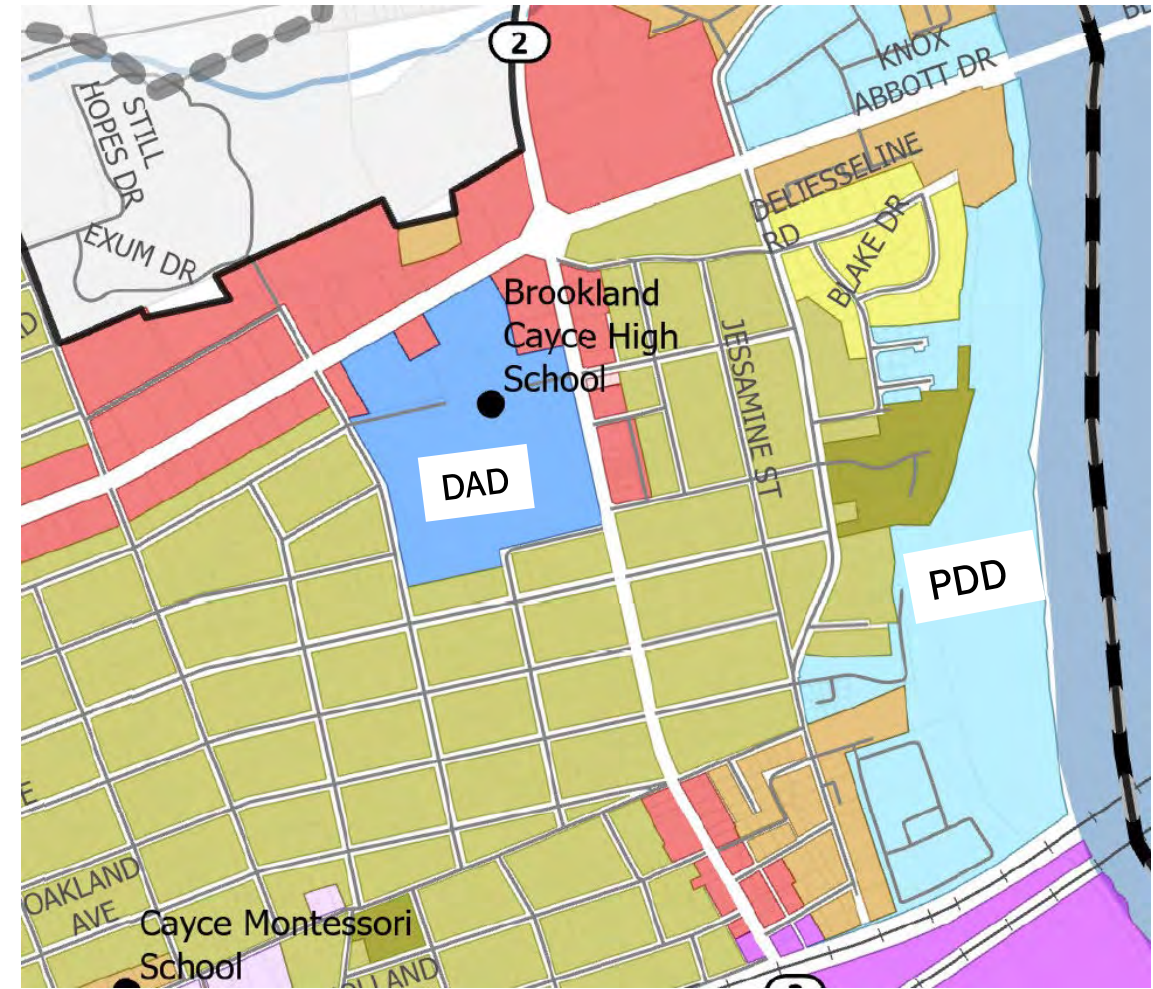 2
KNOX
ABBOTT DR
STILL
HOPES DR
EXUM DR
DELIESSELINE
RD
BLAKE DR
Brookland
Cayce High
School
JESSAMINE ST
DAD
PDD
OAKLAND
AVE
Cayce Montessori
School